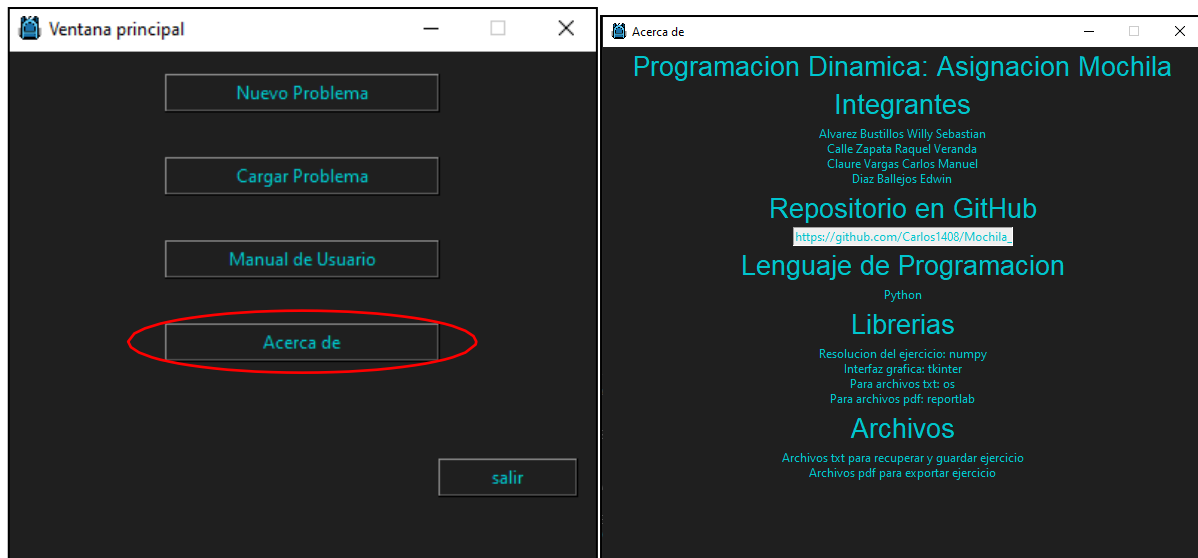 Ventana principal
Nuevo Problema
Cargar Problema
Manual de Usuario
Acerca de
salir
Acerca de
Programacion Dinamica: Asignacion Mochila
Integrantes
Alvarez Bustillos Willy Sebastian
Calle Zapata Raquel Veranda
Claure Vargas Carlos Manuel
Diaz Ballejos Edwin
Repositorio en GitHub
https://github.com/Carlos1408/Mochila_
Lenguaje de Programacion
Python
Librerias
Resolucion del ejercicio: numpy
Interfaz grafica: tkinter
Para archivos txt: os
Para archivos pdf: reportlab
Archivos
Archivos txt para recuperar y guardar ejercicio
Archivos pdf para exportar ejercicio